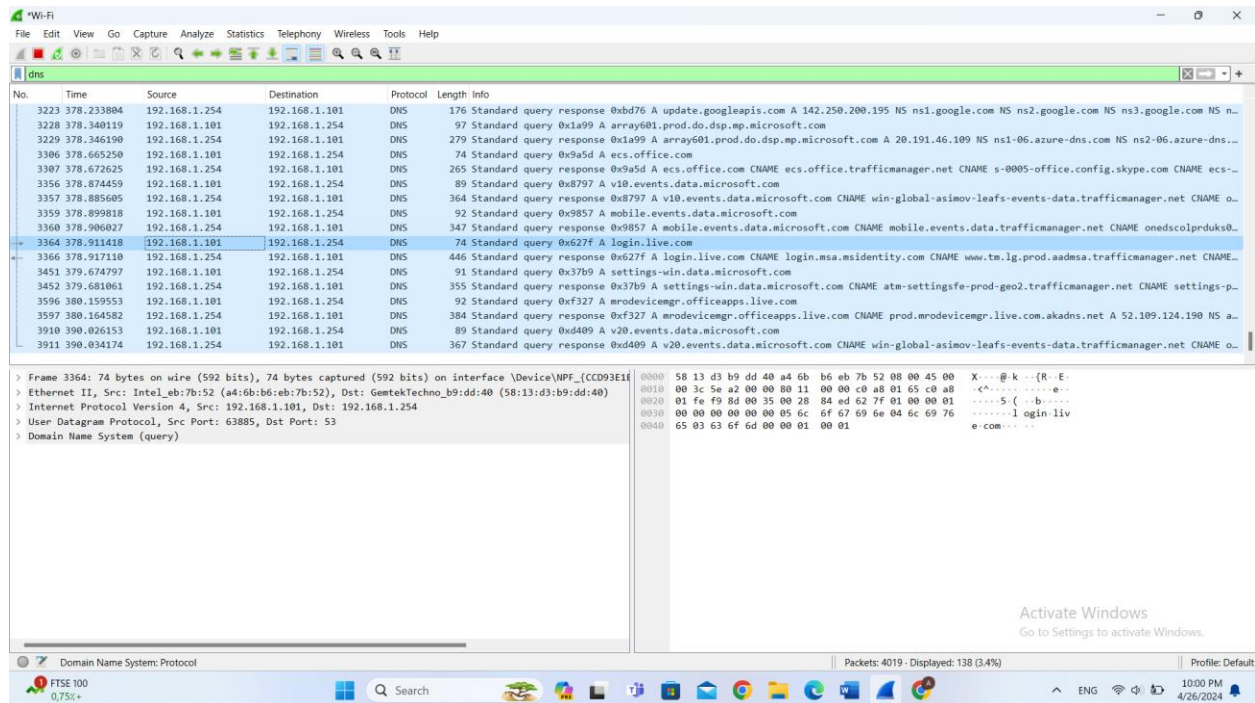 *Wi-Fi
File Edit View Go Capture Analyze Statistics Telephony Wireless Tools Help
dns
No. Time Source Destination Protocol Length Info
3223 378.233804 192.168.1.254 192.168.1.101 DNS 176 Standard query response 0xbd76 A update.googleapis.com A 142.250.200.195 NS ns1.google.com NS ns2.google.com NS ns3.google.com NS n…
3228 378.340119 192.168.1.101 192.168.1.254 DNS 97 Standard query 0x1a99 A array601.prod.do.dsp.mp.microsoft.com
3229 378.346190 192.168.1.254 192.168.1.101 DNS 279 Standard query response 0x1a99 A array601.prod.do.dsp.mp.microsoft.com A 20.191.46.109 NS ns1-06.azure-dns.com NS ns2-06.azure-dns.…
3306 378.665250 192.168.1.101 192.168.1.254 DNS 74 Standard query 0x9a5d A ecs.office.com
3307 378.672625 192.168.1.254 192.168.1.101 DNS 265 Standard query response 0x9a5d A ecs.office.com CNAME ecs.office.trafficmanager.net CNAME s-0005-office.config.skype.com CNAME ecs-…
3356 378.874459 192.168.1.101 192.168.1.254 DNS 89 Standard query 0x8797 A v10.events.data.microsoft.com
3357 378.885605 192.168.1.254 192.168.1.101 DNS 364 Standard query response 0x8797 A v10.events.data.microsoft.com CNAME win-global-asimov-leafs-events-data.trafficmanager.net CNAME o…
3359 378.899818 192.168.1.101 192.168.1.254 DNS 92 Standard query 0x9857 A mobile.events.data.microsoft.com
3360 378.906027 192.168.1.254 192.168.1.101 DNS 347 Standard query response 0x9857 A mobile.events.data.microsoft.com CNAME mobile.events.data.trafficmanager.net CNAME onedscolprduks0…
3364 378.911418 192.168.1.101 192.168.1.254 DNS 74 Standard query 0x627f A login.live.com
3366 378.917110 192.168.1.254 192.168.1.101 DNS 446 Standard query response 0x627f A login.live.com CNAME login.msa.msidentity.com CNAME www.tm.lg.prod.aadmsa.trafficmanager.net CNAME…
3451 379.674797 192.168.1.101 192.168.1.254 DNS 91 Standard query 0x37b9 A settings-win.data.microsoft.com
3452 379.681061 192.168.1.254 192.168.1.101 DNS 355 Standard query response 0x37b9 A settings-win.data.microsoft.com CNAME atm-settingsfe-prod-geo2.trafficmanager.net CNAME settings-p…
3596 380.159553 192.168.1.101 192.168.1.254 DNS 92 Standard query 0xf327 A mrodevicemgr.officeapps.live.com
3597 380.164582 192.168.1.254 192.168.1.101 DNS 384 Standard query response 0xf327 A mrodevicemgr.officeapps.live.com CNAME prod.mrodevicemgr.live.com.akadns.net A 52.109.124.190 NS a…
3910 390.026153 192.168.1.101 192.168.1.254 DNS 89 Standard query 0xd409 A v20.events.data.microsoft.com
3911 390.034174 192.168.1.254 192.168.1.101 DNS 367 Standard query response 0xd409 A v20.events.data.microsoft.com CNAME win-global-asimov-leafs-events-data.trafficmanager.net CNAME o…
> Frame 3364: 74 bytes on wire (592 bits), 74 bytes captured (592 bits) on interface \Device\NPF_{CCD93E1E
> Ethernet II, Src: Intel_eb:7b:52 (a4:6b:b6:eb:7b:52), Dst: GemtekTechno_b9:dd:40 (58:13:d3:b9:dd:40)
> Internet Protocol Version 4, Src: 192.168.1.101, Dst: 192.168.1.254
> User Datagram Protocol, Src Port: 63885, Dst Port: 53
> Domain Name System (query)
0000 58 13 d3 b9 dd 40 a4 6b b6 eb 7b 52 08 00 45 00 X····@·k ··{R··E·
0010 00 3c 5e a2 00 00 80 11 00 00 c0 a8 01 65 c0 a8 ·<^····· ·····e··
0020 01 fe f9 8d 00 35 00 28 84 ed 62 7f 01 00 00 01 ·····5·( ··b·····
0030 00 00 00 00 00 00 05 6c 6f 67 69 6e 04 6c 69 76 ·······l ogin·liv
0040 65 03 63 6f 6d 00 00 01 00 01 e·com··· ··
Activate Windows
Go to Settings to activate Windows.
Domain Name System: Protocol
Packets: 4019 · Displayed: 138 (3.4%)
Profile: Default
1 FTSE 100
0,75%+
Search
ENG
10:00 PM
4/26/2024